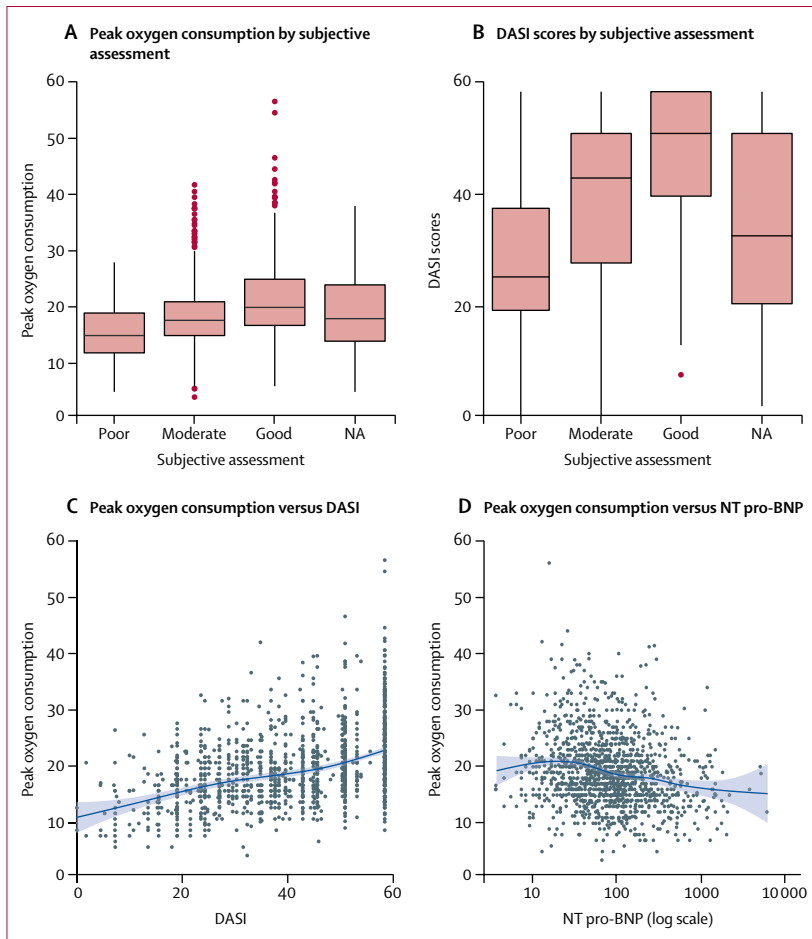 A Peak oxygen consumption by subjective
assessment
60
50
40
30
20
10
0
Peak oxygen consumption
Poor Moderate Good NA
Subjective assessment
B DASI scores by subjective assessment
60
40
20
0
DASI scores
Poor Moderate Good NA
Subjective assessment
C Peak oxygen consumption versus DASI
60
50
40
30
20
10
0
Peak oxygen consumption
0 20 40 60
DASI
D Peak oxygen consumption versus NT pro-BNP
60
50
40
30
20
10
0
Peak oxygen consumption
10 100 1000 10 000
NT pro-BNP (log scale)